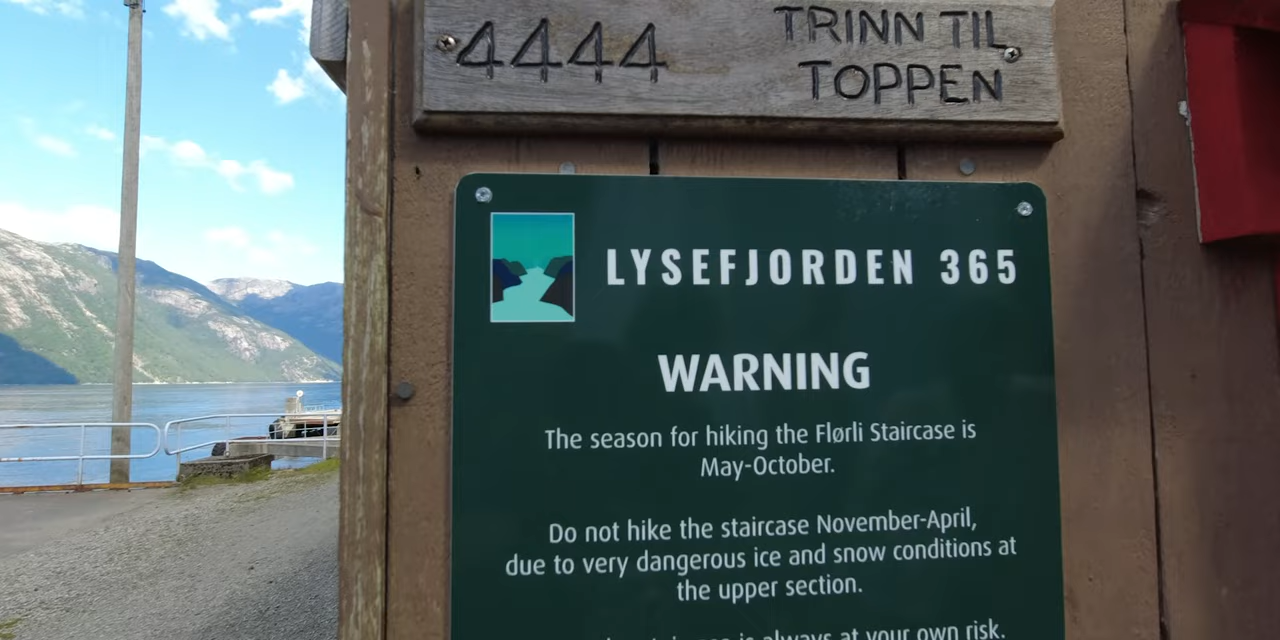 4444 TRINN TIL
TOPPEN
LYSEFJORDEN 365
WARNING
The season for hiking the Flørli Staircase is
May-October.
Do not hike the staircase November-April,
due to very dangerous ice and snow conditions at
the upper section.
is always at your own risk.